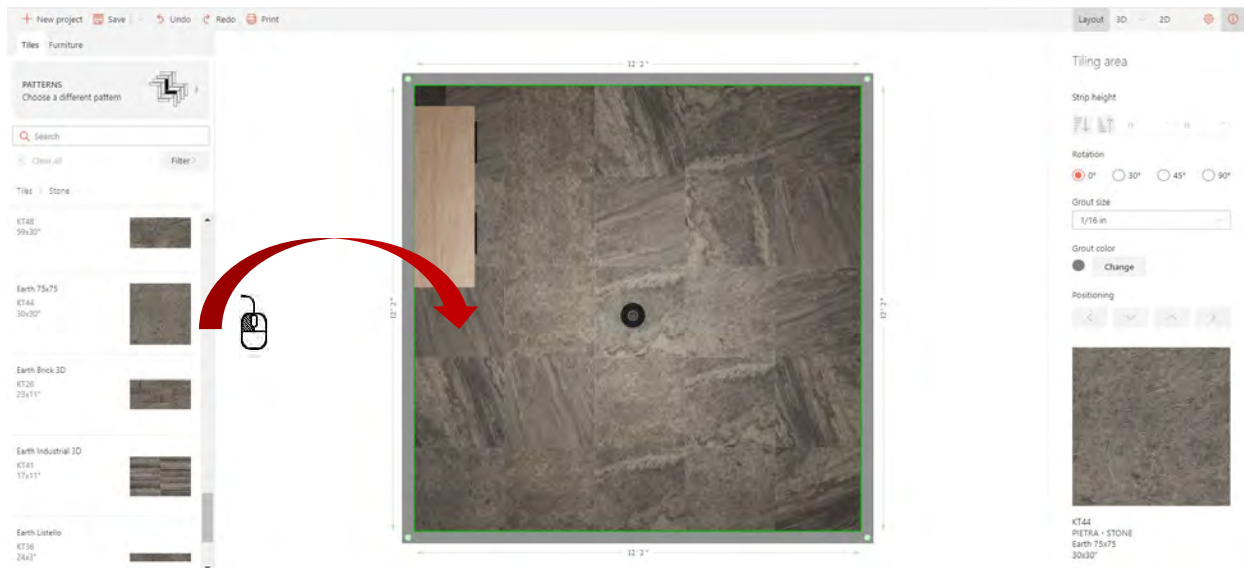 New project Save Undo Redo Print
Layout 3D 2D
Tiles Furniture
PATTERNS
Choose a different pattern
Search
Clear all Filter
Tiles Stone
KT48
59x30"
Earth 75x75
KT44
30x30"
Earth Brick 3D
KT26
23x11"
Earth Industrial 3D
KT41
17x11"
Earth Listello
KT36
24x3"
12' 2"
12' 2"
12' 2"
12' 2"
Tiling area
Strip height
Rotation
0° 30° 45° 90°
Grout size
1/16 in
Grout color
Change
Positioning
KT44
PIETRA - STONE
Earth 75x75
30x30"